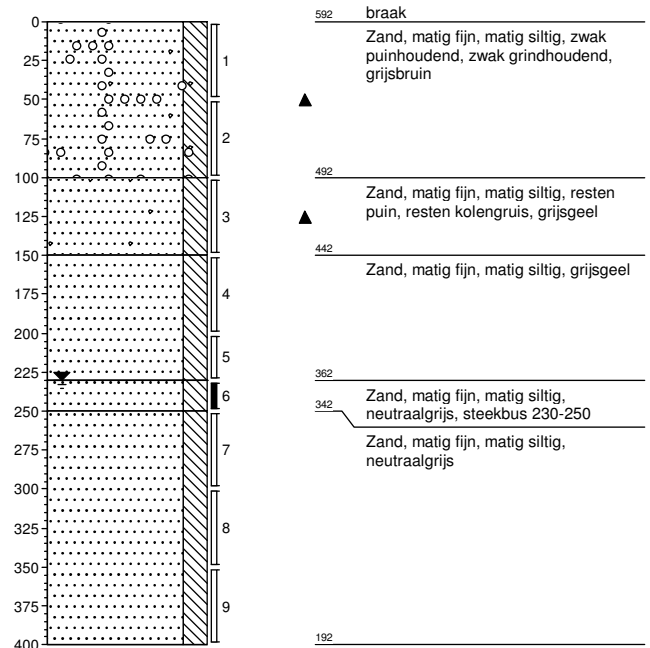 0
25
50
75
100
125
150
175
200
225
250
275
300
325
350
375
400
1
2
3
4
5
6
7
8
9
592 braak
Zand, matig fijn, matig siltig, zwak
puinhoudend, zwak grindhoudend,
grijsbruin
492
Zand, matig fijn, matig siltig, resten
puin, resten kolengruis, grijsgeel
442
Zand, matig fijn, matig siltig, grijsgeel
362
Zand, matig fijn, matig siltig,
neutraalgrijs, steekbus 230-250
342
Zand, matig fijn, matig siltig,
neutraalgrijs
192